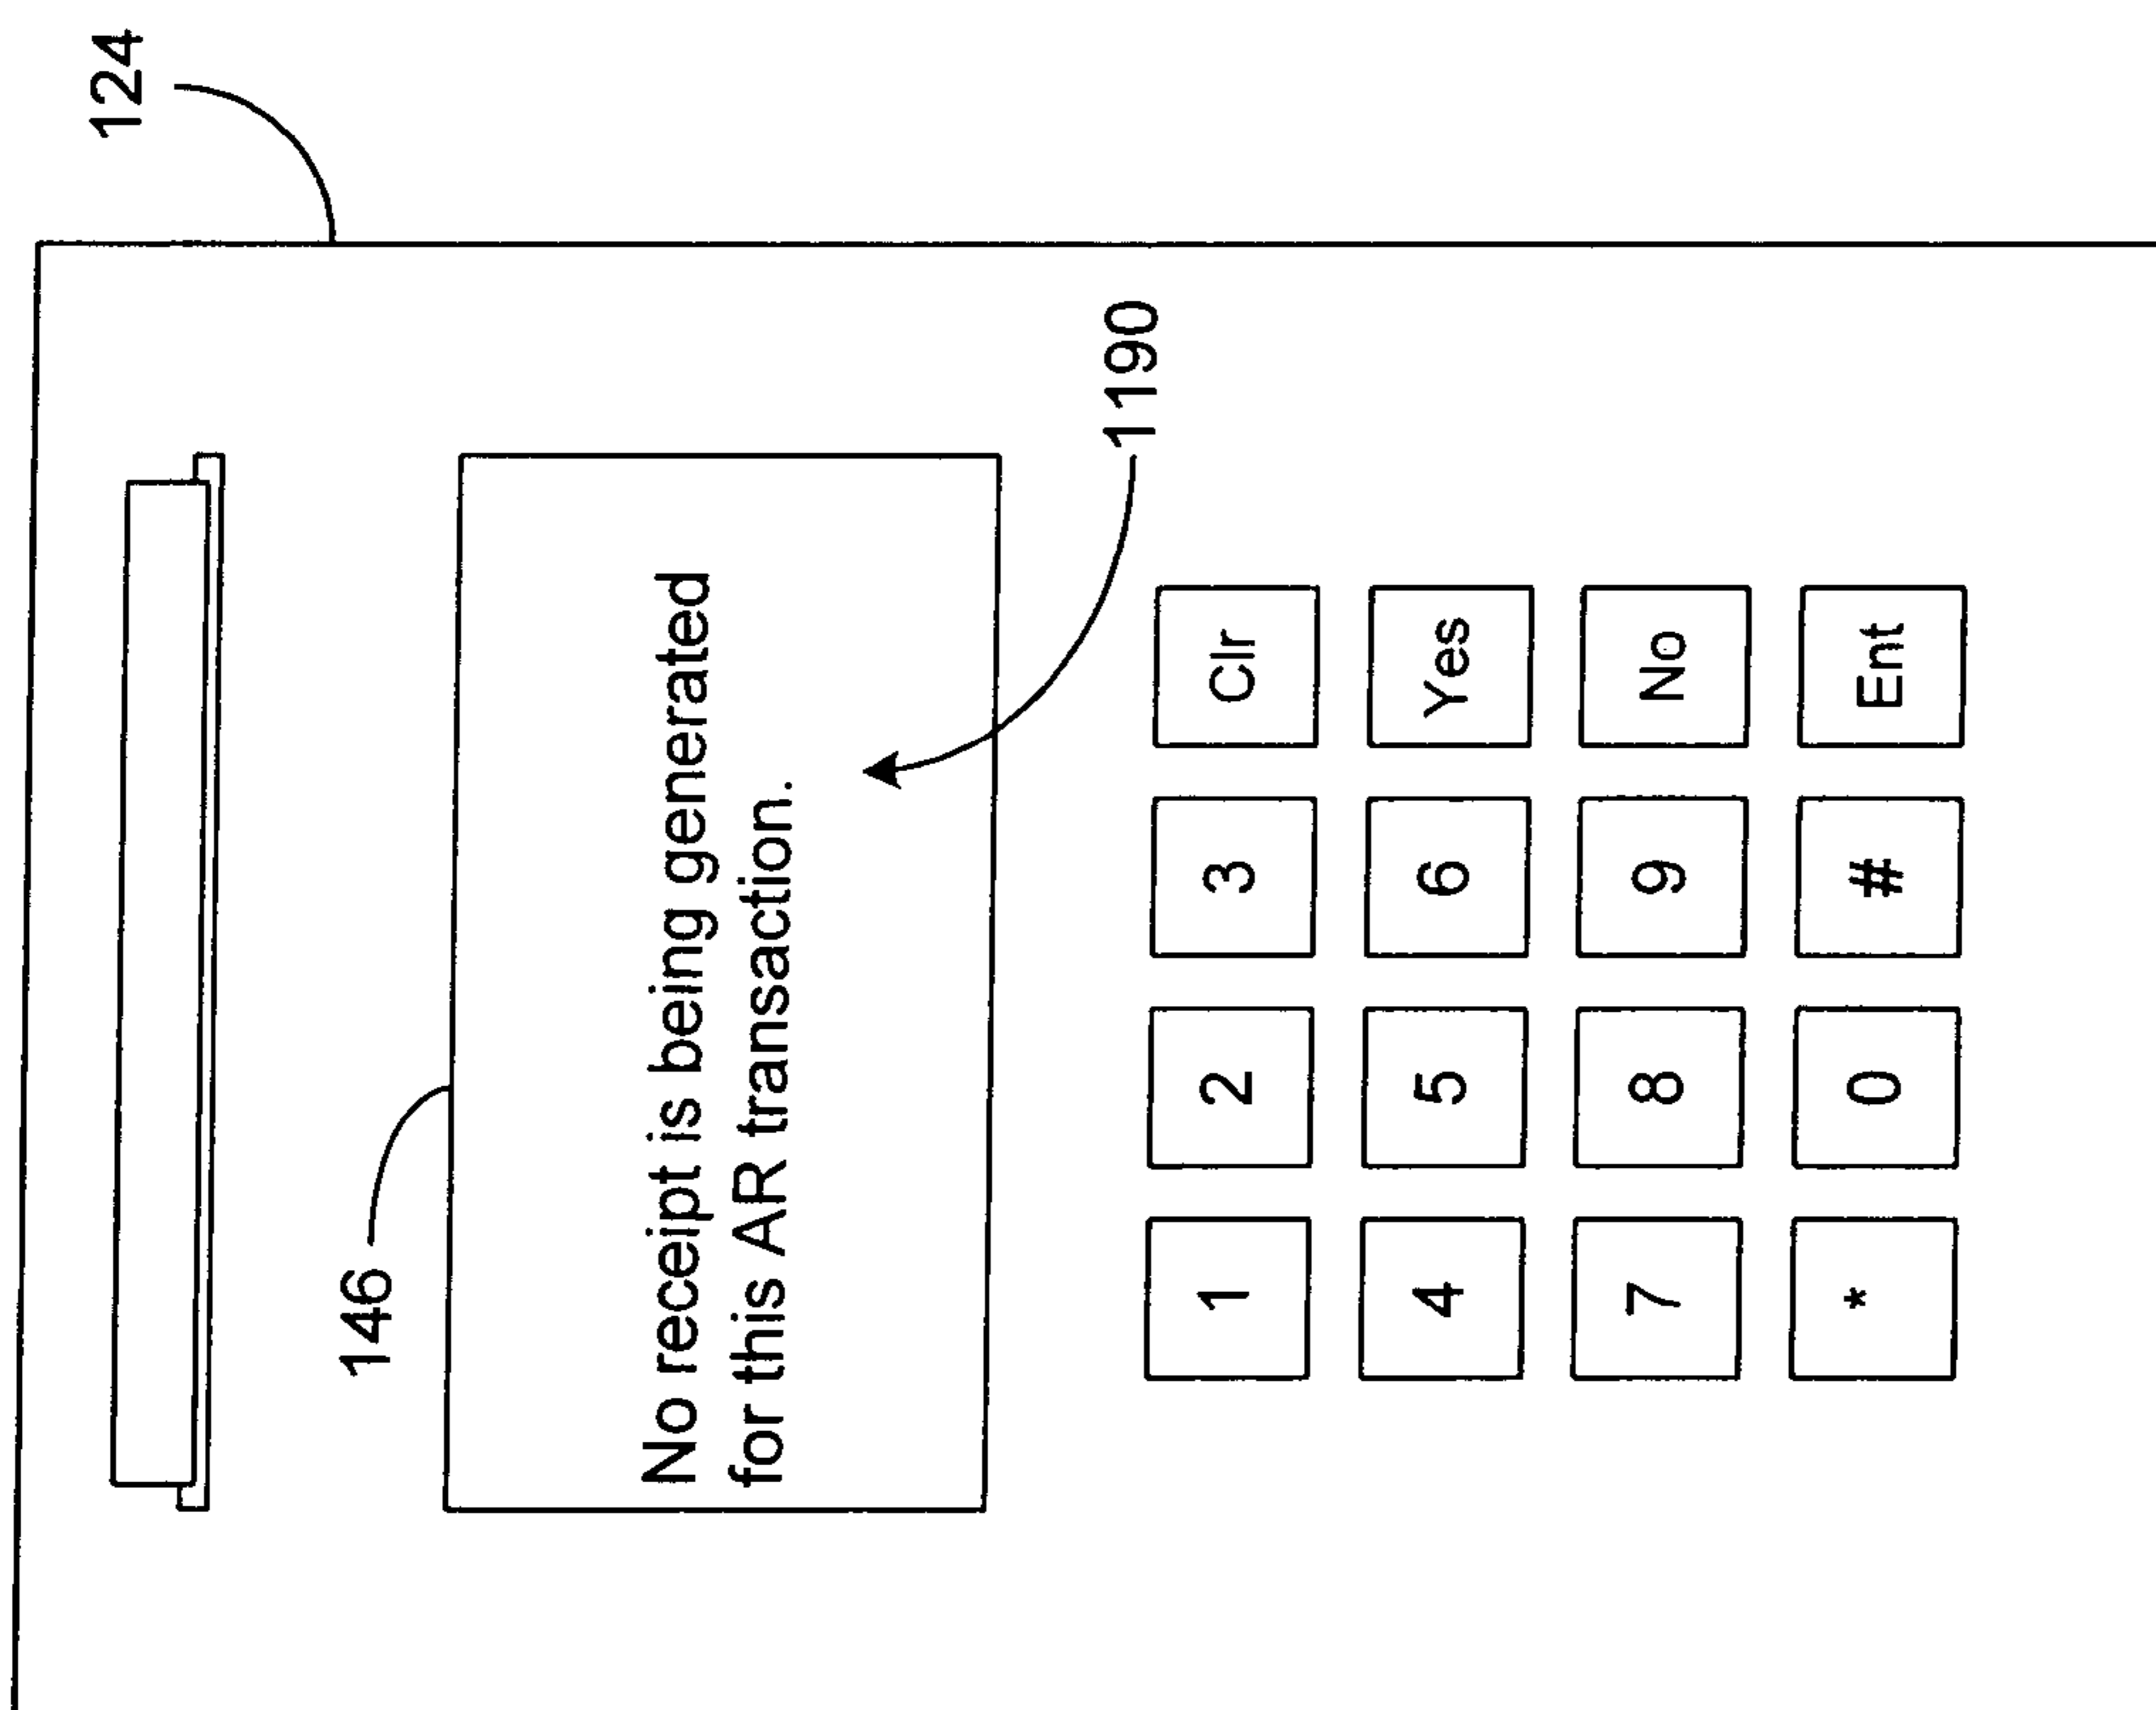 124
146
No receipt is being generated
for this AR transaction.
1190
1 2 3 Clr
4 5 6 Yes
7 8 9 No
* 0 # Ent